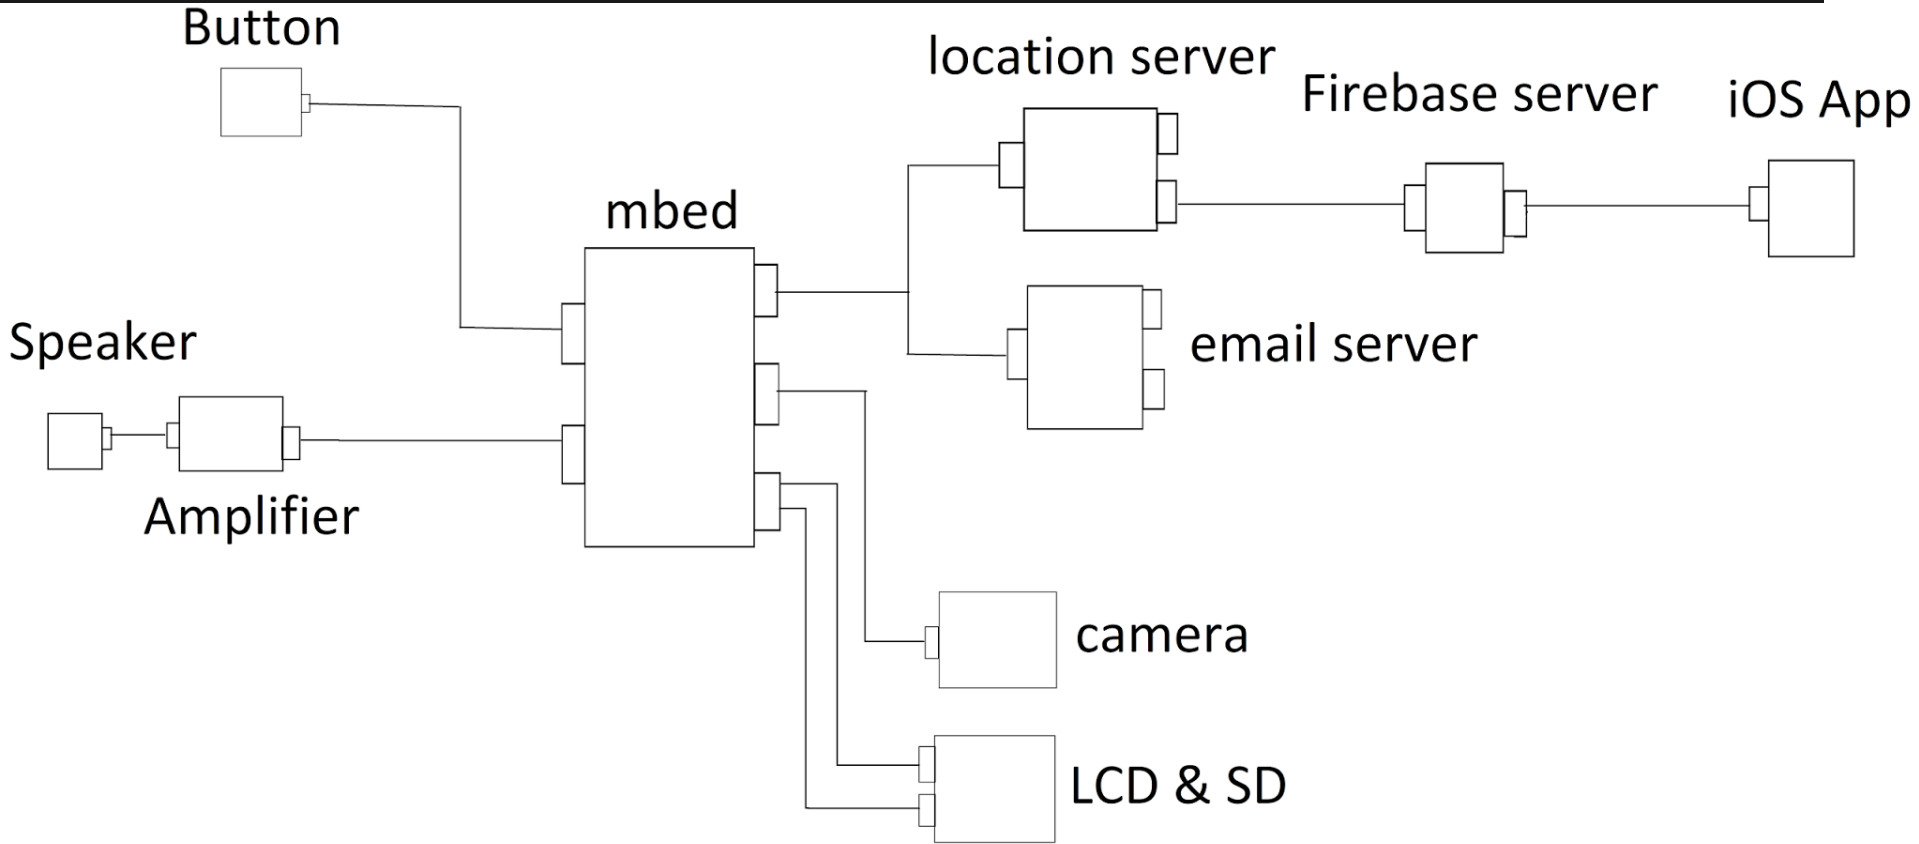 Button
location server
Firebase server
iOS App
mbed
Speaker
email server
Amplifier
camera
LCD & SD